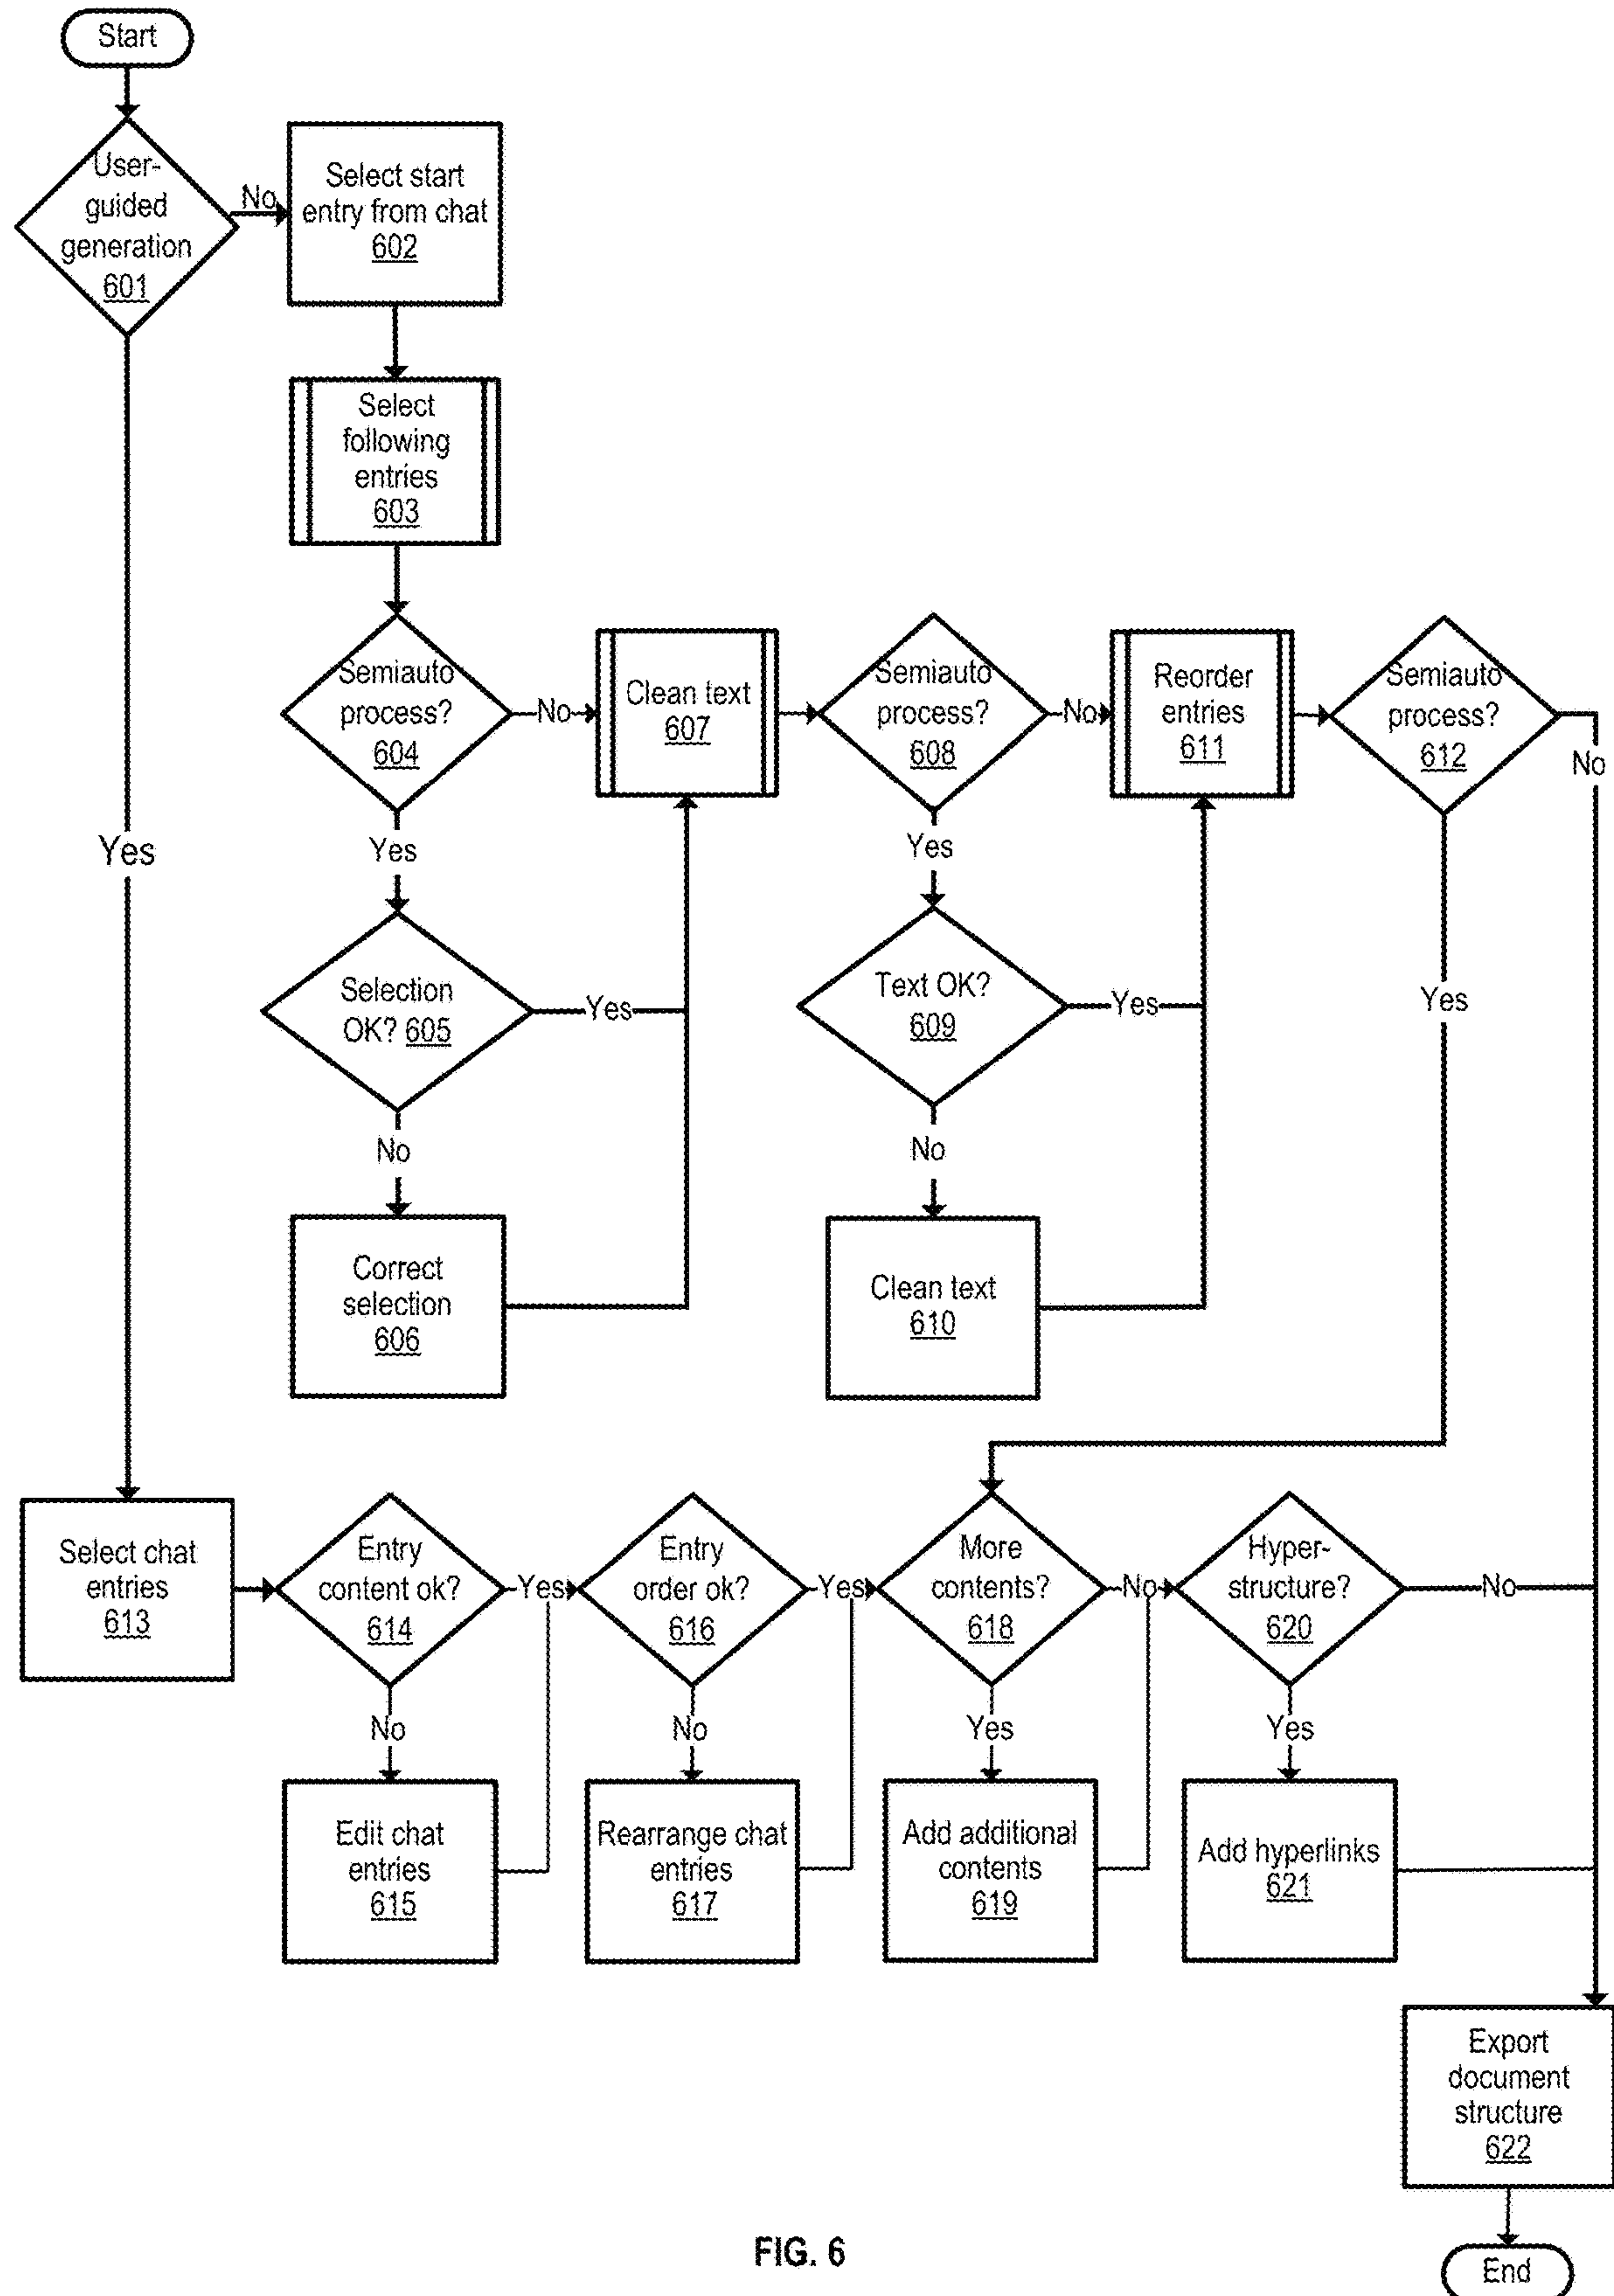 Start
User-
guided
generation
601
No
Select start
entry from chat
602
Select
following
entries
603
Semiauto
process?
604
No
Clean text
607
Semiauto
process?
608
No
Reorder
entries
611
Semiauto
process?
612
No
Yes
Yes
Yes
Yes
Selection
OK? 605
Yes
Text OK?
609
Yes
No
No
Correct
selection
606
Clean text
610
Select chat
entries
613
Entry
content ok?
614
Yes
Entry
order ok?
616
Yes
More
contents?
618
No
Hyper-
structure?
620
No
No
No
Yes
Yes
Edit chat
entries
615
Rearrange chat
entries
617
Add additional
contents
619
Add hyperlinks
621
Export
document
structure
622
End
FIG. 6